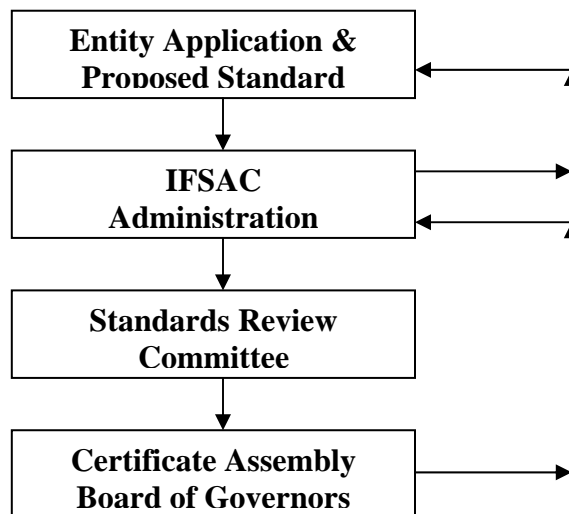 Entity Application &
Proposed Standard
IFSAC
Administration
Standards Review
Committee
Certificate Assembly
Board of Governors